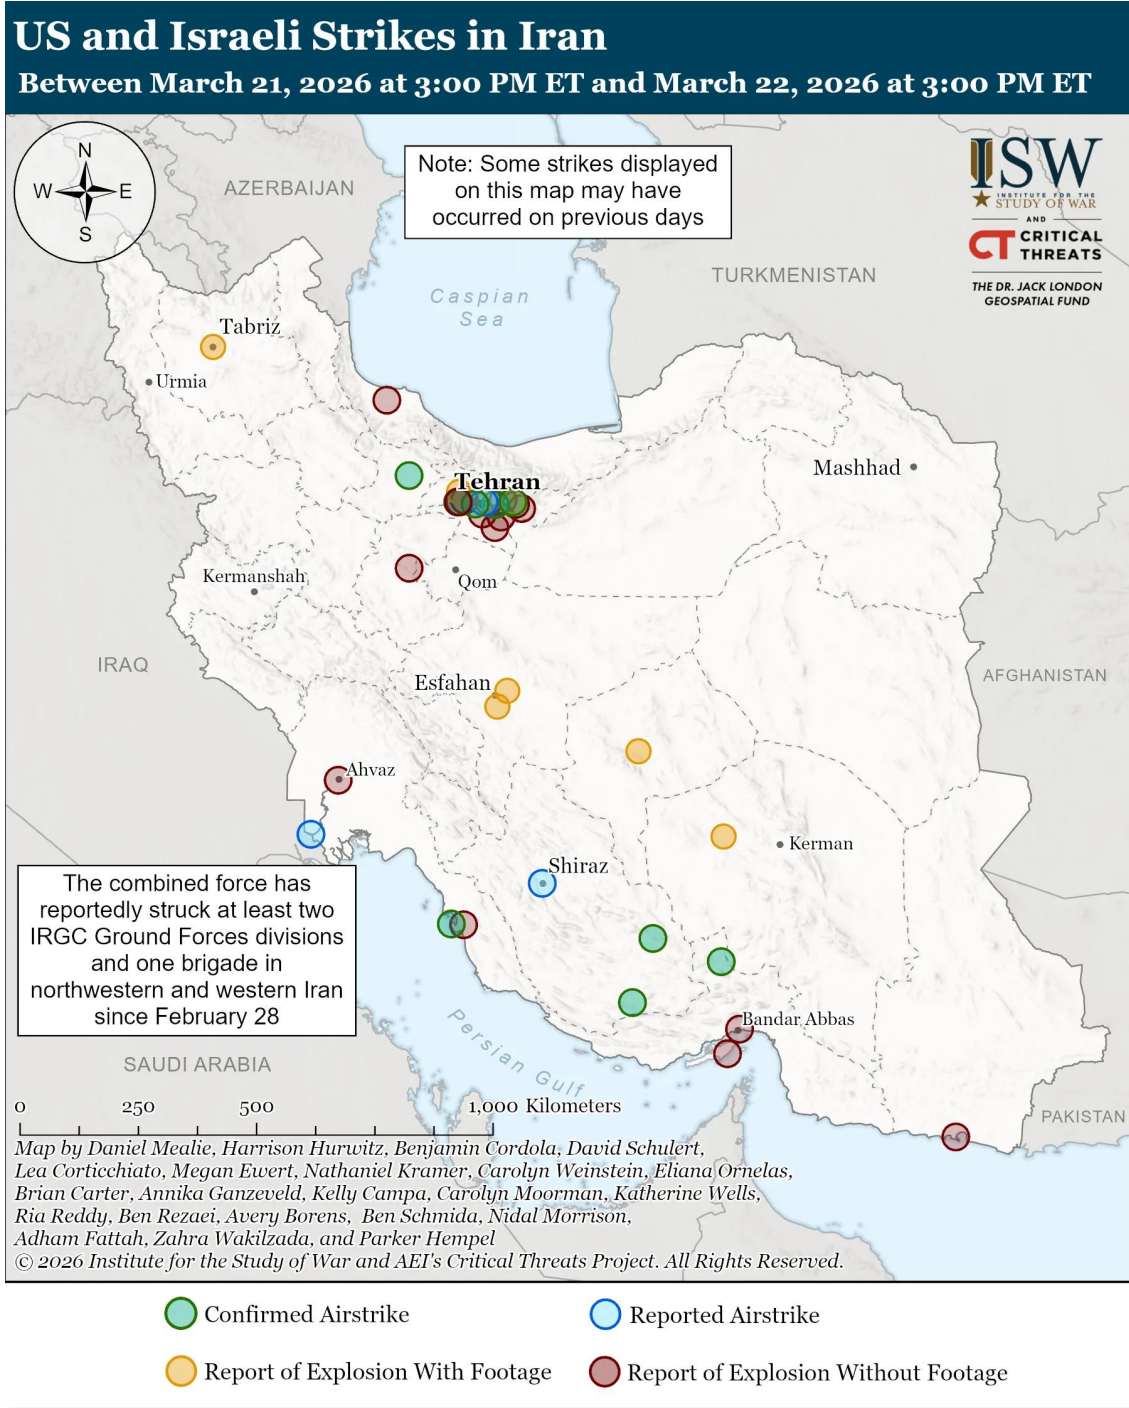 US and Israeli Strikes in Iran
Between March 21, 2026 at 3:00 PM ET and March 22, 2026 at 3:00 PM ET
N
W
E
S
Note: Some strikes displayed
on this map may have
occurred on previous days
ISW
INSTITUTE FOR THE
STUDY OF WAR
AND
CT CRITICAL
THREATS
THE DR. JACK LONDON
GEOSPATIAL FUND
AZERBAIJAN
TURKMENISTAN
Caspian
Sea
Tabriz
Urmia
Mashhad
Tehran
Kermanshah
Qom
IRAQ
Esfahan
AFGHANISTAN
Ahvaz
Kerman
Shiraz
The combined force has
reportedly struck at least two
IRGC Ground Forces divisions
and one brigade in
northwestern and western Iran
since February 28
Bandar Abbas
Persian Gulf
SAUDI ARABIA
PAKISTAN
0 250 500 1,000 Kilometers
Map by Daniel Mealie, Harrison Hurwitz, Benjamin Cordola, David Schulert,
Lea Corticchiato, Megan Ewert, Nathaniel Kramer, Carolyn Weinstein, Eliana Ornelas,
Brian Carter, Annika Ganzeveld, Kelly Campa, Carolyn Moorman, Katherine Wells,
Ria Reddy, Ben Rezaei, Avery Borens, Ben Schmida, Nidal Morrison,
Adham Fattah, Zahra Wakilzada, and Parker Hempel
© 2026 Institute for the Study of War and AEI's Critical Threats Project. All Rights Reserved.
Confirmed Airstrike
Reported Airstrike
Report of Explosion With Footage
Report of Explosion Without Footage